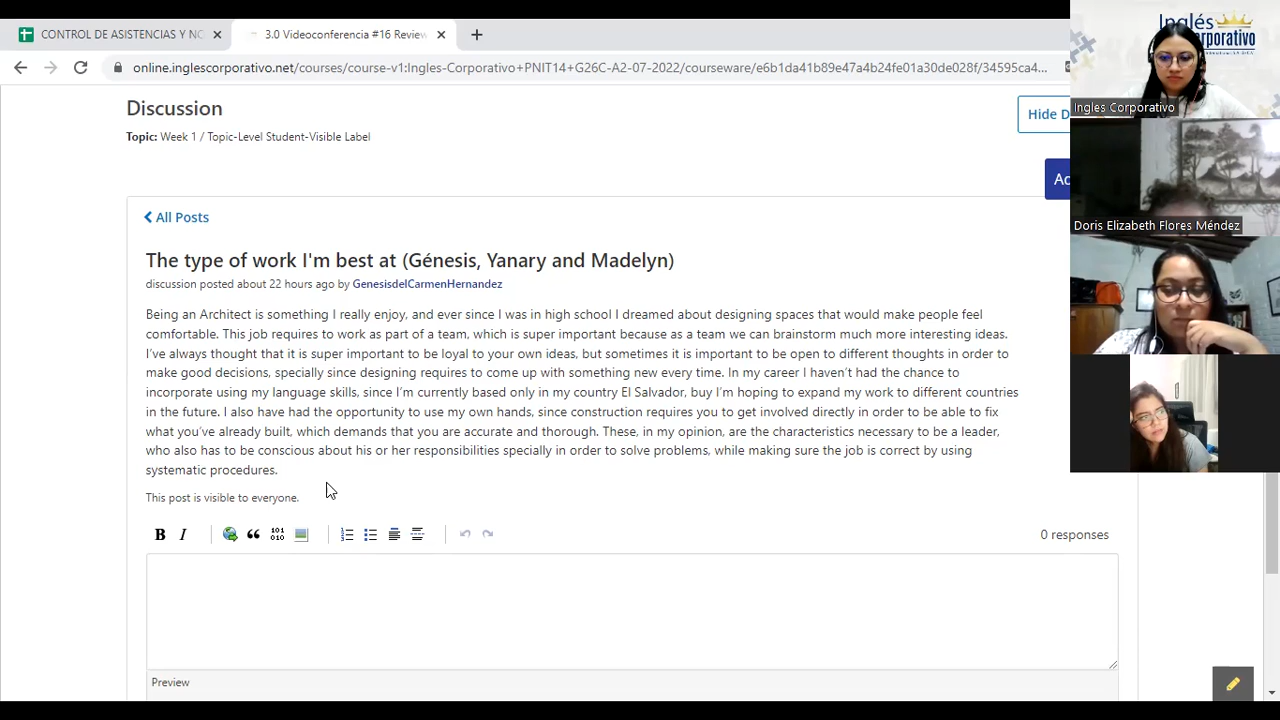 CONTROL DE ASISTENCIAS Y NO
3.0 Videoconferencia #16 Review
online.inglescorporativo.net/courses/course-v1:Ingles-Corporativo+PNIT14+G26C-A2-07-2022/courseware/e6b1da41b89e47a4b24fe01a30de028f/34595ca4...
Inglés
Corporativo
Ingles Corporativo
Doris Elizabeth Flores Méndez
Discussion
Hide D
Topic: Week 1 / Topic-Level Student-Visible Label
Ac
All Posts
The type of work I'm best at (Génesis, Yanary and Madelyn)
discussion posted about 22 hours ago by GenesisdelCarmenHernandez
Being an Architect is something I really enjoy, and ever since I was in high school I dreamed about designing spaces that would make people feel
comfortable. This job requires to work as part of a team, which is super important because as a team we can brainstorm much more interesting ideas.
I've always thought that it is super important to be loyal to your own ideas, but sometimes it is important to be open to different thoughts in order to
make good decisions, specially since designing requires to come up with something new every time. In my career I haven't had the chance to
incorporate using my language skills, since I'm currently based only in my country El Salvador, buy I'm hoping to expand my work to different countries
in the future. I also have had the opportunity to use my own hands, since construction requires you to get involved directly in order to be able to fix
what you've already built, which demands that you are accurate and thorough. These, in my opinion, are the characteristics necessary to be a leader,
who also has to be conscious about his or her responsibilities specially in order to solve problems, while making sure the job is correct by using
systematic procedures.
This post is visible to everyone.
B I
0 responses
Preview